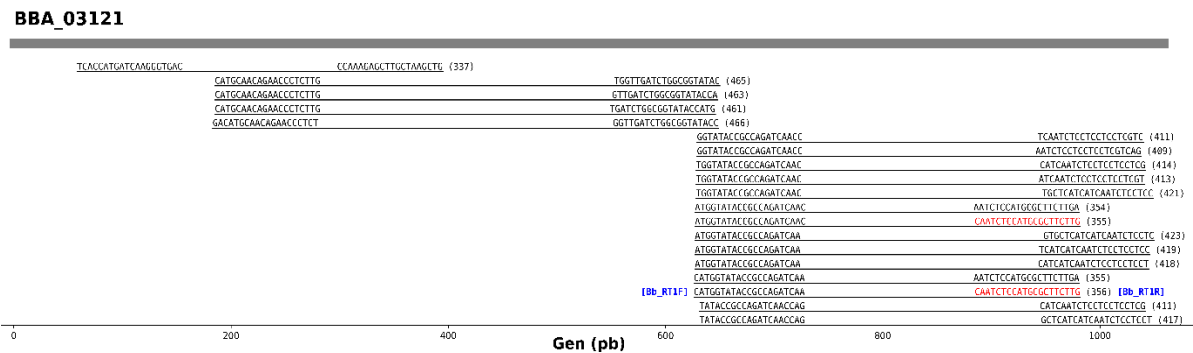 BBA_03121
TCACCATGATCAAGGGTGAC CCAAAGAGCTTGCTAAGCTG (337)
CATGCAACAGAACCCTCTTG TGGTTGATCTGGCGGTATAC (465)
CATGCAACAGAACCCTCTTG GTTGATCTGGCGGTATACCA (463)
CATGCAACAGAACCCTCTTG TGATCTGGCGGTATACCATG (461)
GACATGCAACAGAACCCTCT GGTTGATCTGGCGGTATACC (466)
GGTATACCGCCAGATCAACC TCAATCTCCTCCTCCTCGTC (411)
GGTATACCGCCAGATCAACC AATCTCCTCCTCCTCGTCAG (409)
TGGTATACCGCCAGATCAAC CATCAATCTCCTCCTCCTCG (414)
TGGTATACCGCCAGATCAAC ATCAATCTCCTCCTCCTCGT (413)
TGGTATACCGCCAGATCAAC TGCTCATCATCAATCTCCTCC (421)
ATGGTATACCGCCAGATCAAC AATCTCCATGCGCTTCTTGA (354)
ATGGTATACCGCCAGATCAAC CAATCTCCATGCGCTTCTTG (355)
ATGGTATACCGCCAGATCAA GTGCTCATCATCAATCTCCTC (423)
ATGGTATACCGCCAGATCAA TCATCATCAATCTCCTCCTCC (419)
ATGGTATACCGCCAGATCAA CATCATCAATCTCCTCCTCCT (418)
CATGGTATACCGCCAGATCAA AATCTCCATGCGCTTCTTGA (355)
[Bb_RT1F] CATGGTATACCGCCAGATCAA CAATCTCCATGCGCTTCTTG (356) [Bb_RT1R]
TATACCGCCAGATCAACCAG CATCAATCTCCTCCTCCTCG (411)
TATACCGCCAGATCAACCAG GCTCATCATCAATCTCCTCCT (417)
0 200 400 600 800 1000
Gen (pb)